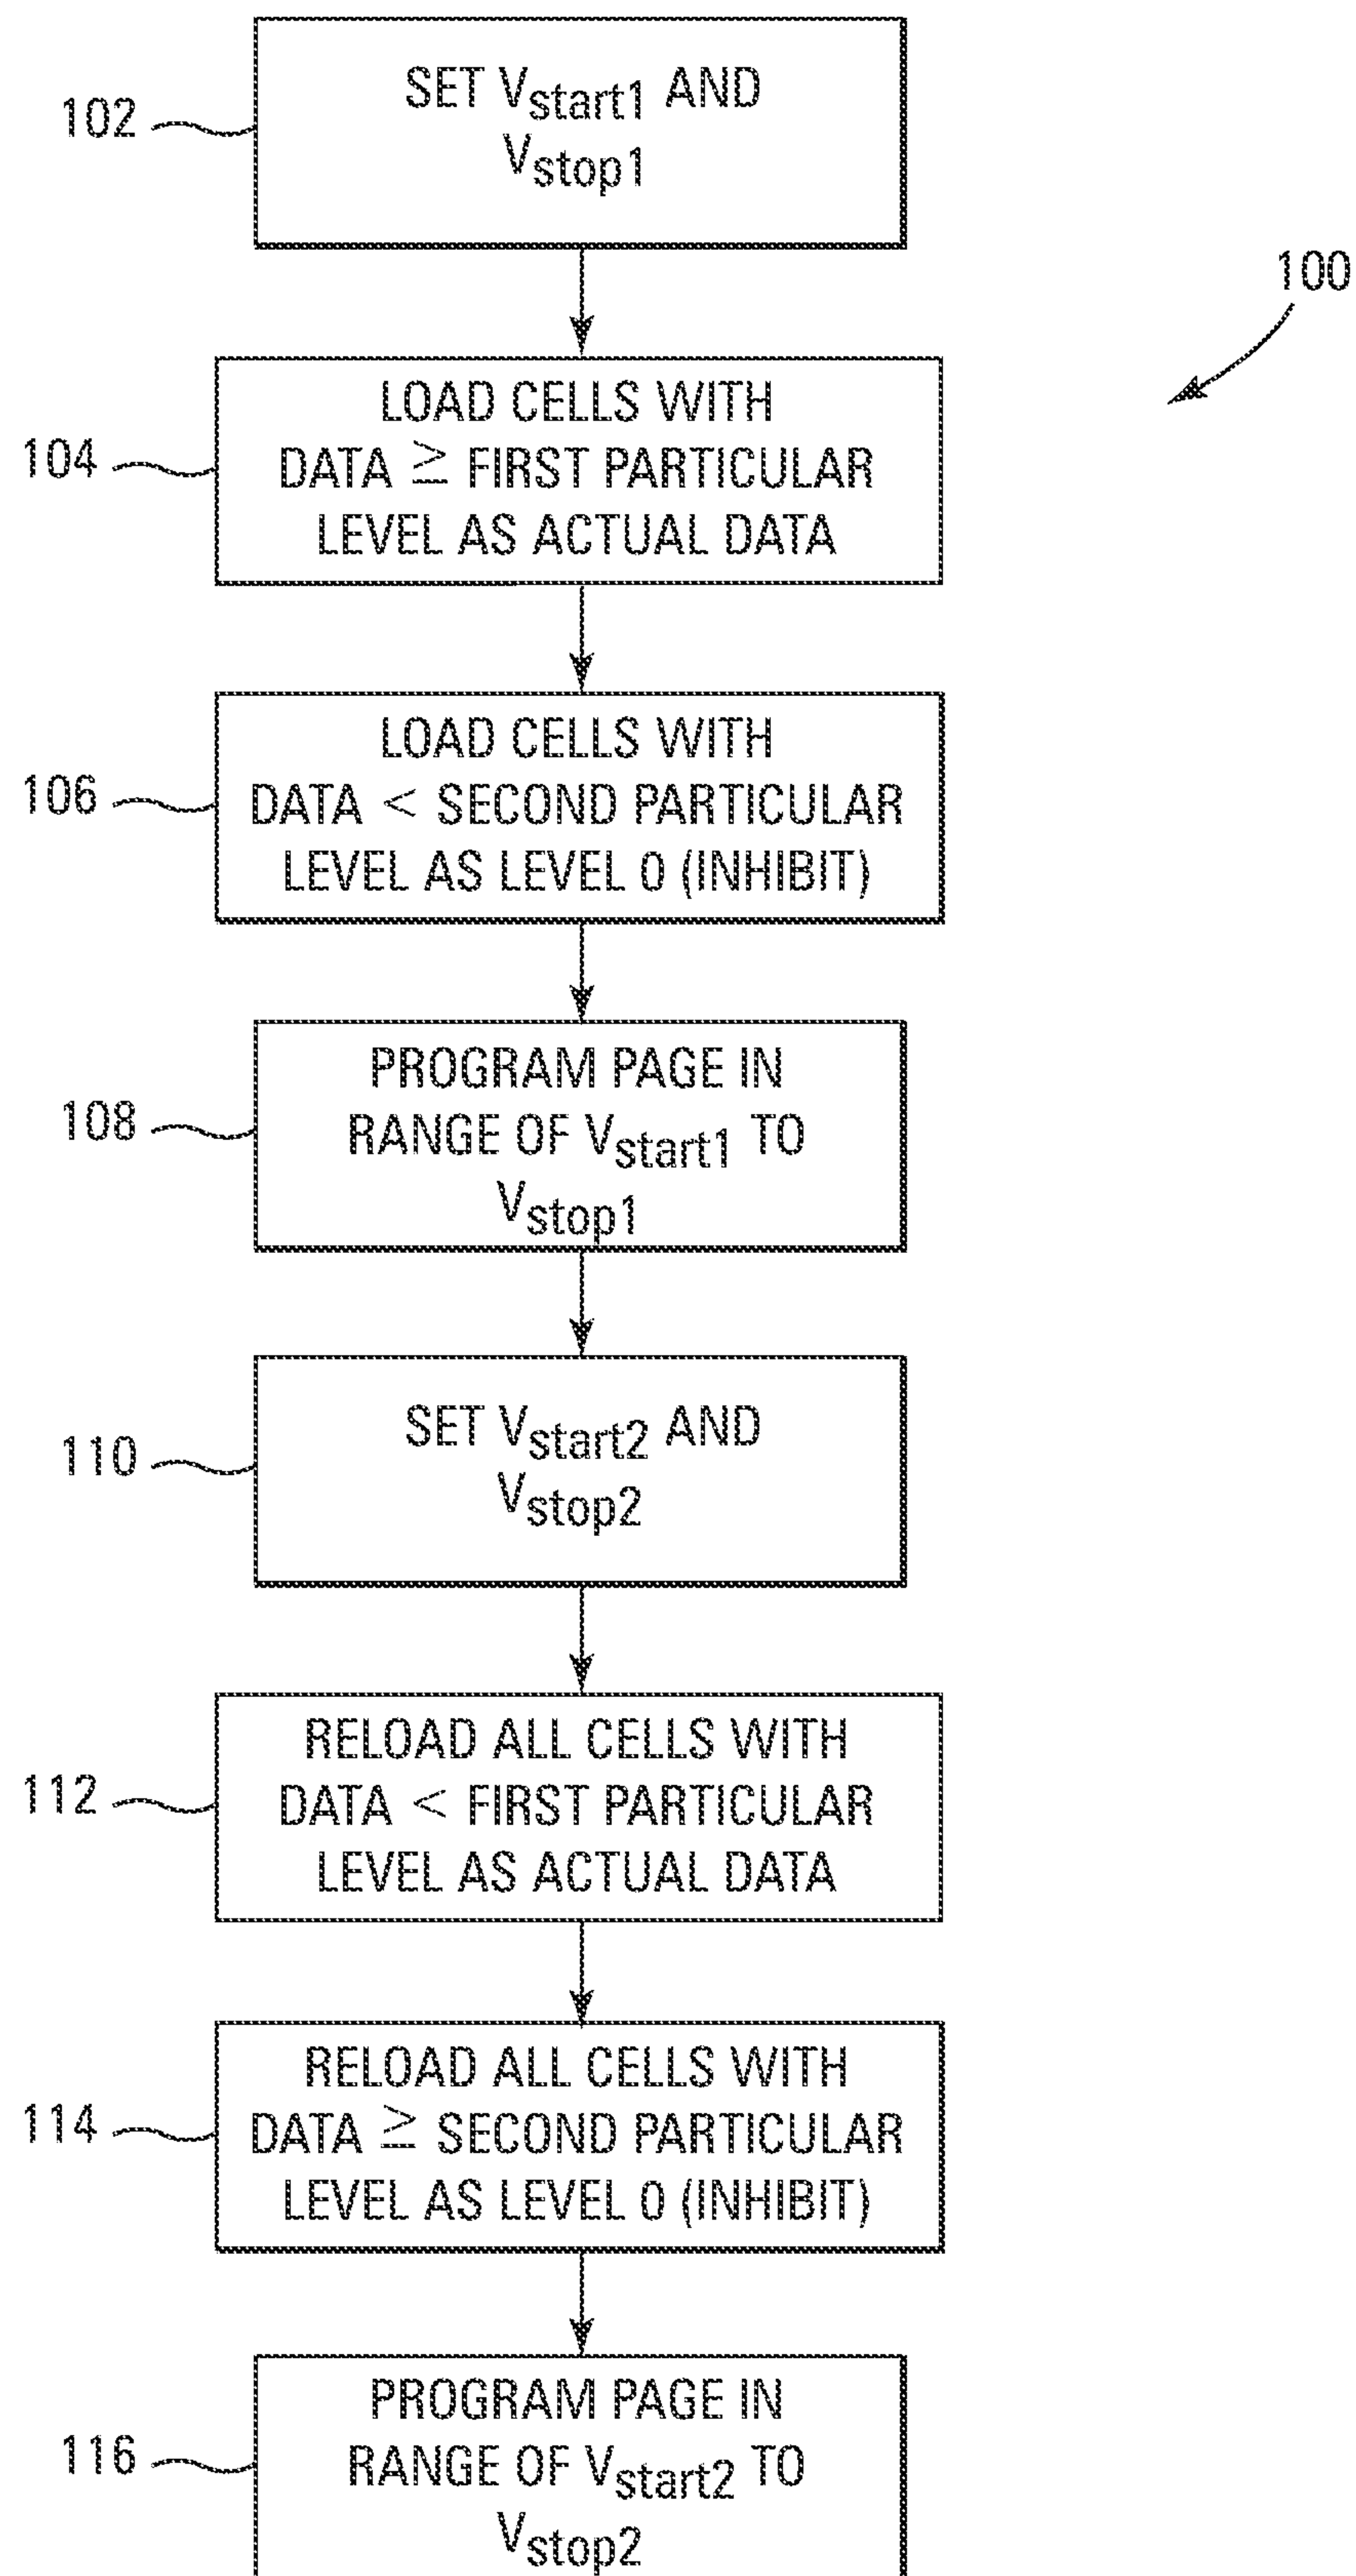 102
SET Vstart1 AND
Vstop1
100
104
LOAD CELLS WITH
DATA ≧ FIRST PARTICULAR
LEVEL AS ACTUAL DATA
106
LOAD CELLS WITH
DATA < SECOND PARTICULAR
LEVEL AS LEVEL 0 (INHIBIT)
108
PROGRAM PAGE IN
RANGE OF Vstart1 TO
Vstop1
110
SET Vstart2 AND
Vstop2
112
RELOAD ALL CELLS WITH
DATA < FIRST PARTICULAR
LEVEL AS ACTUAL DATA
114
RELOAD ALL CELLS WITH
DATA ≧ SECOND PARTICULAR
LEVEL AS LEVEL 0 (INHIBIT)
116
PROGRAM PAGE IN
RANGE OF Vstart2 TO
Vstop2